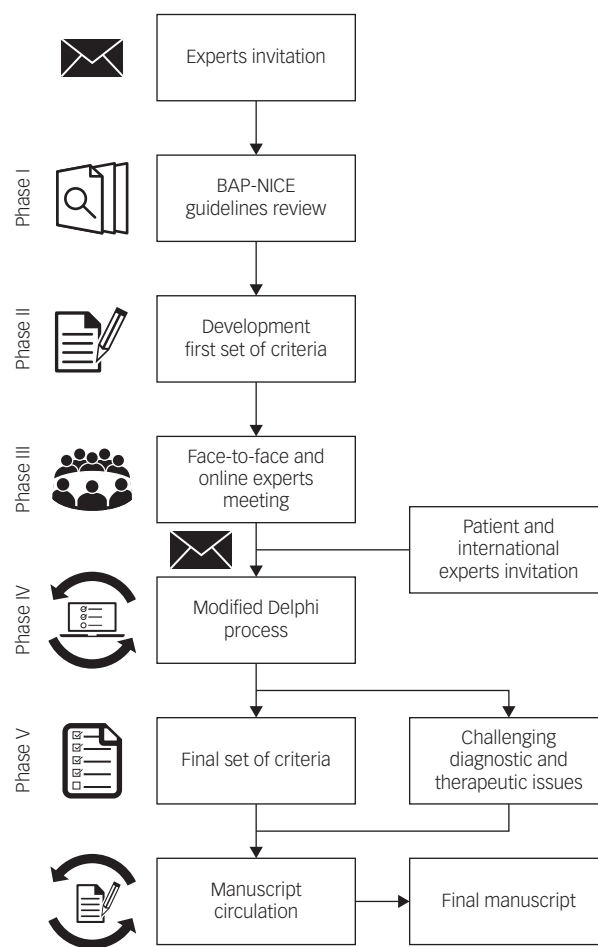 Experts invitation
Phase I
BAP-NICE
guidelines review
Phase II
Development
first set of criteria
Phase III
Face-to-face and
online experts
meeting
Patient and
international
experts invitation
Phase IV
Modified Delphi
process
Phase V
Final set of criteria
Challenging
diagnostic and
therapeutic issues
Manuscript
circulation
Final manuscript